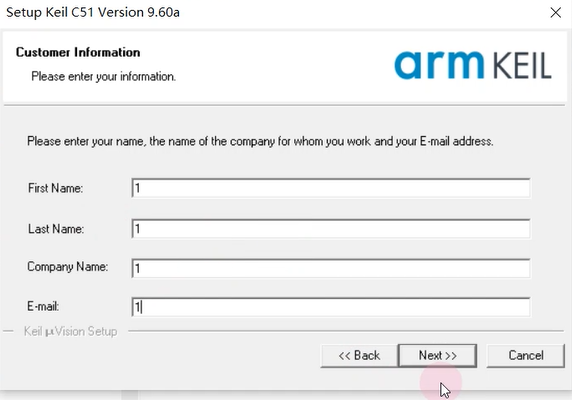 Setup Keil C51 Version 9.60a
Customer Information
Please enter your information.
arm KEIL
Please enter your name, the name of the company for whom you work and your E-mail address.
First Name: 1
Last Name: 1
Company Name: 1
E-mail: 1
Keil µVision Setup
<< Back Next >> Cancel